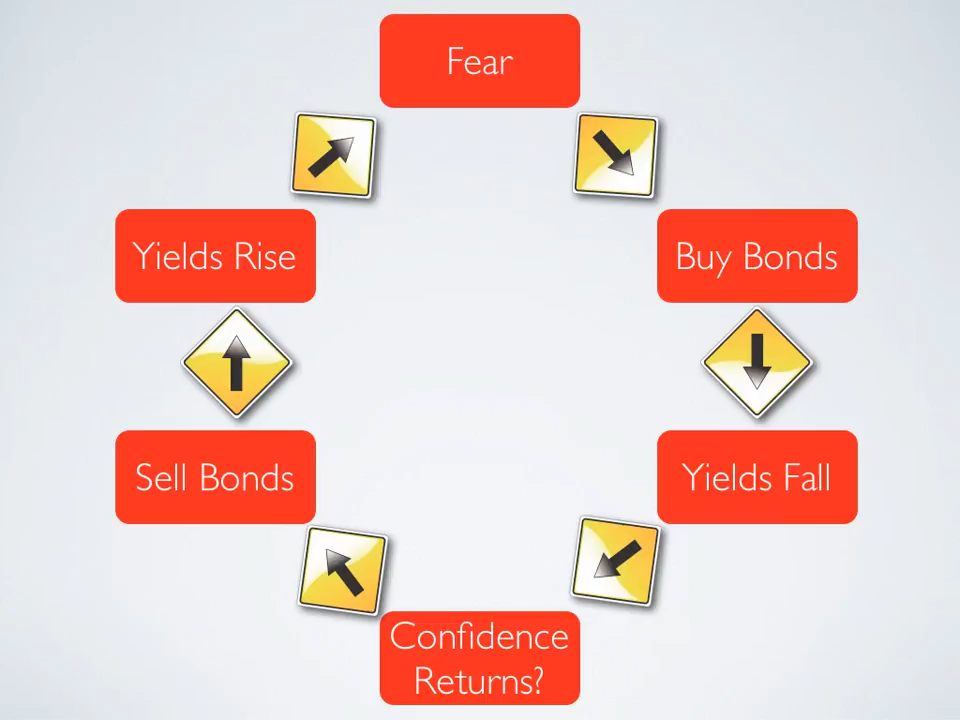 Fear
Yields Rise
Buy Bonds
Sell Bonds
Yields Fall
Confidence
Returns?